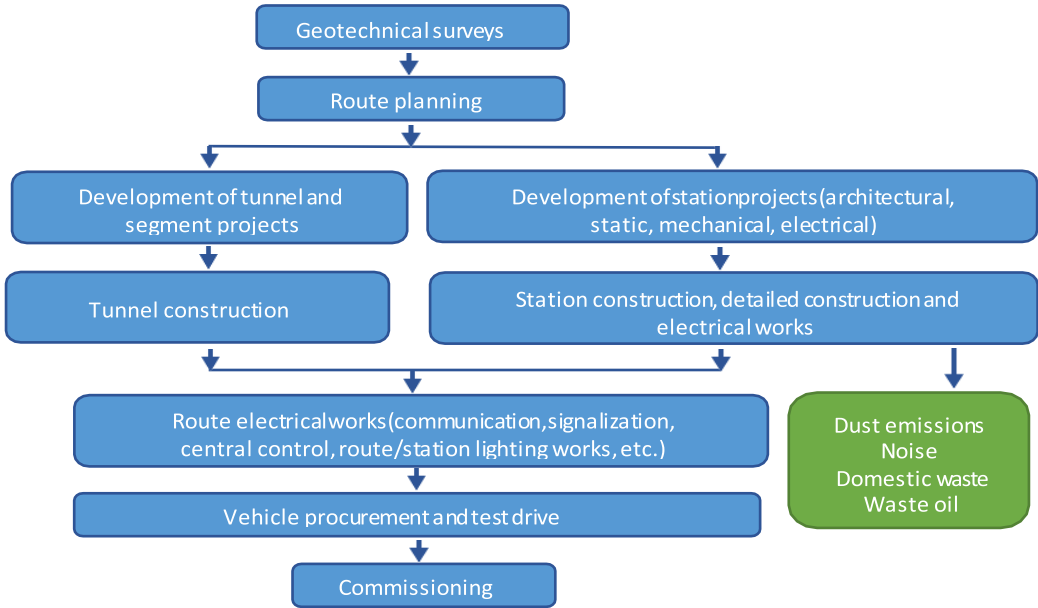 Geotechnical surveys
Route planning
Development of tunnel and
segment projects
Development of station projects (architectural,
static, mechanical, electrical)
Tunnel construction
Station construction, detailed construction and
electrical works
Route electrical works (communication, signalization,
central control, route/station lighting works, etc.)
Dust emissions
Noise
Domestic waste
Waste oil
Vehicle procurement and test drive
Commissioning